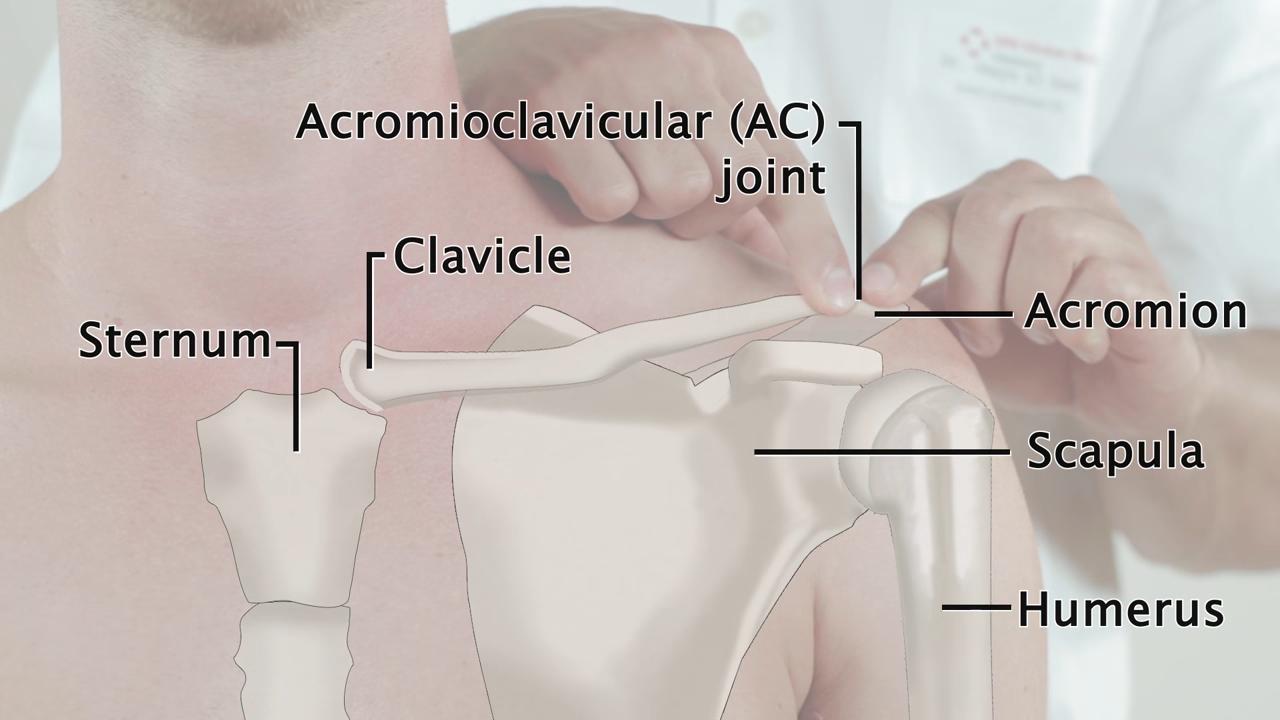 Acromioclavicular (AC)
joint
Clavicle
Sternum
Acromion
Scapula
Humerus